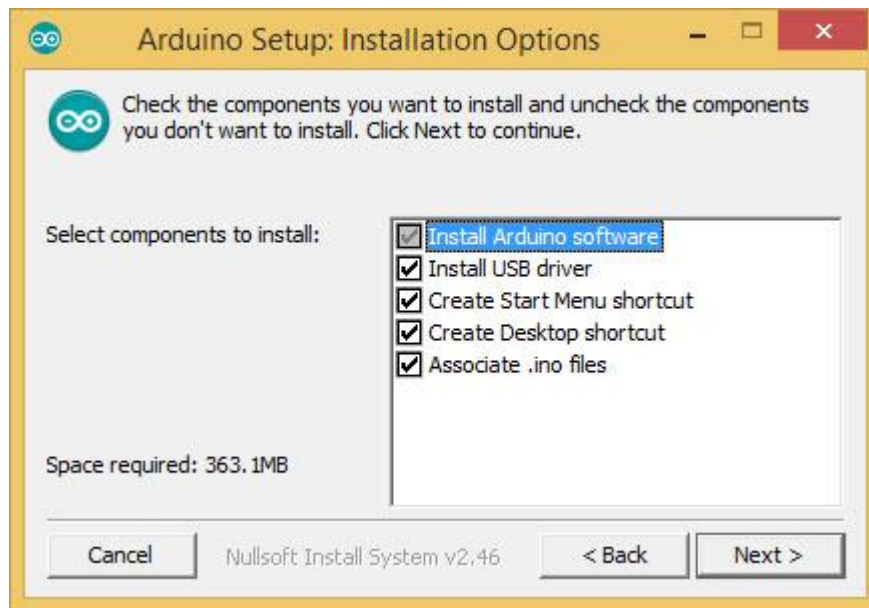 Arduino Setup: Installation Options
Check the components you want to install and uncheck the components
you don't want to install. Click Next to continue.
Select components to install:
Install Arduino software
Install USB driver
Create Start Menu shortcut
Create Desktop shortcut
Associate .ino files
Space required: 363.1MB
Cancel
Nullsoft Install System v2.46
< Back
Next >